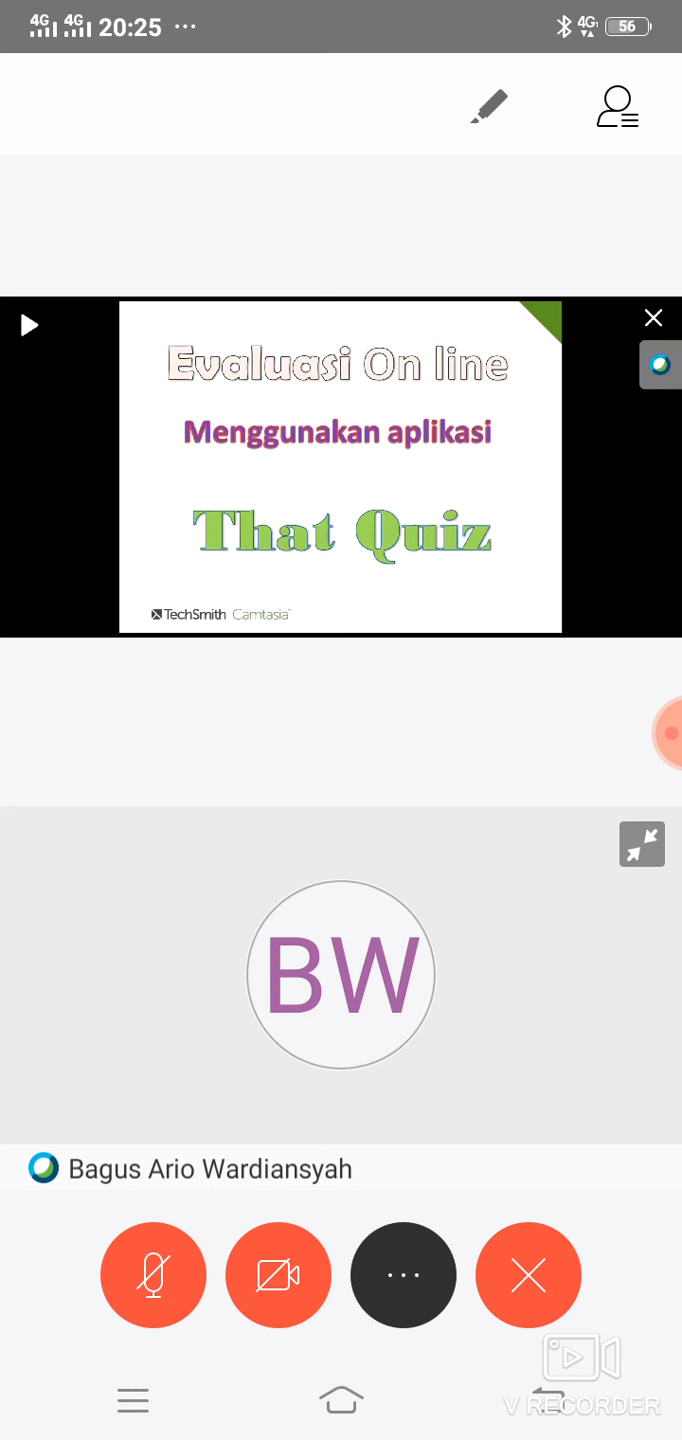 4G 4G 20:25 ... 4G 56
Evaluasi On line
Menggunakan aplikasi
That Quiz
TechSmith Camtasia
BW
Bagus Ario Wardiansyah
V RECORDER